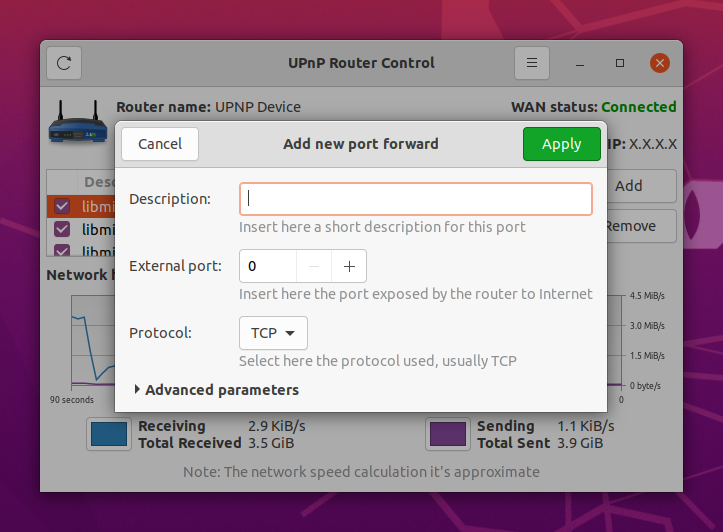 UPnP Router Control
Router name: UPNP Device
WAN status: Connected
IP: X.X.X.X
Cancel
Add new port forward
Apply
Description:
Insert here a short description for this port
External port:
0
Insert here the port exposed by the router to Internet
Protocol:
TCP
Select here the protocol used, usually TCP
Advanced parameters
Desc
libmi
libmi
libmi
Add
Remove
Network h
4.5 MiB/s
3.0 MiB/s
1.5 MiB/s
0 byte/s
90 seconds
0
Receiving 2.9 KiB/s
Total Received 3.5 GiB
Sending 1.1 KiB/s
Total Sent 3.9 GiB
Note: The network speed calculation it's approximate